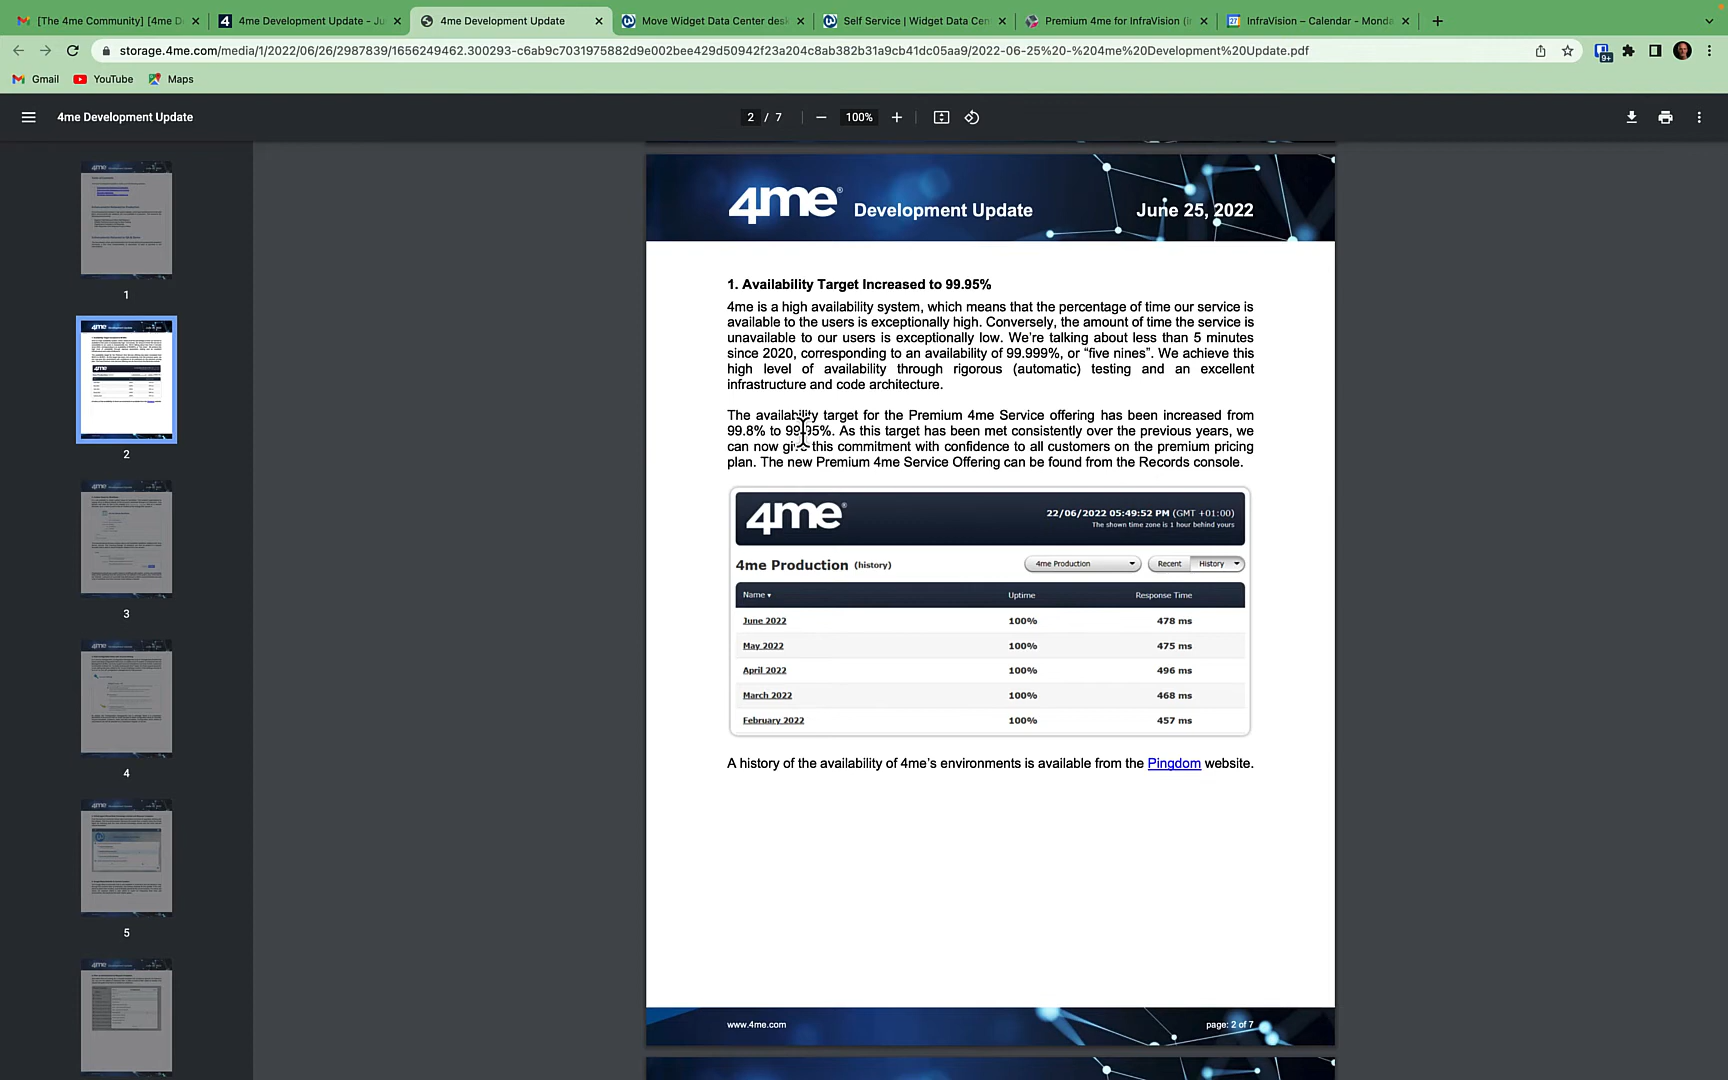 [The 4me Community] [4me D
4me Development Update - Ju
4me Development Update
Move Widget Data Center desk
Self Service | Widget Data Cen
Premium 4me for InfraVision (in
InfraVision – Calendar - Monda
storage.4me.com/media/1/2022/06/26/2987839/1656249462.300293-c6ab9c7031975882d9e002bee429d50942f23a204c8ab382b31a9cb41dc05aa9/2022-06-25%20-%204me%20Development%20Update.pdf
9+
Gmail
YouTube
Maps
4me Development Update
2 / 7
100%
1
2
3
4
5
4me® Development Update June 25, 2022
1. Availability Target Increased to 99.95%
4me is a high availability system, which means that the percentage of time our service is
available to the users is exceptionally high. Conversely, the amount of time the service is
unavailable to our users is exceptionally low. We're talking about less than 5 minutes
since 2020, corresponding to an availability of 99.999%, or “five nines”. We achieve this
high level of availability through rigorous (automatic) testing and an excellent
infrastructure and code architecture.
The availability target for the Premium 4me Service offering has been increased from
99.8% to 99.95%. As this target has been met consistently over the previous years, we
can now give this commitment with confidence to all customers on the premium pricing
plan. The new Premium 4me Service Offering can be found from the Records console.
4me®
22/06/2022 05:49:52 PM (GMT +01:00)
The shown time zone is 1 hour behind yours
4me Production (history)
4me Production
Recent
History
Name Uptime Response Time
June 2022 100% 478 ms
May 2022 100% 475 ms
April 2022 100% 496 ms
March 2022 100% 468 ms
February 2022 100% 457 ms
A history of the availability of 4me's environments is available from the Pingdom website.
www.4me.com
page: 2 of 7